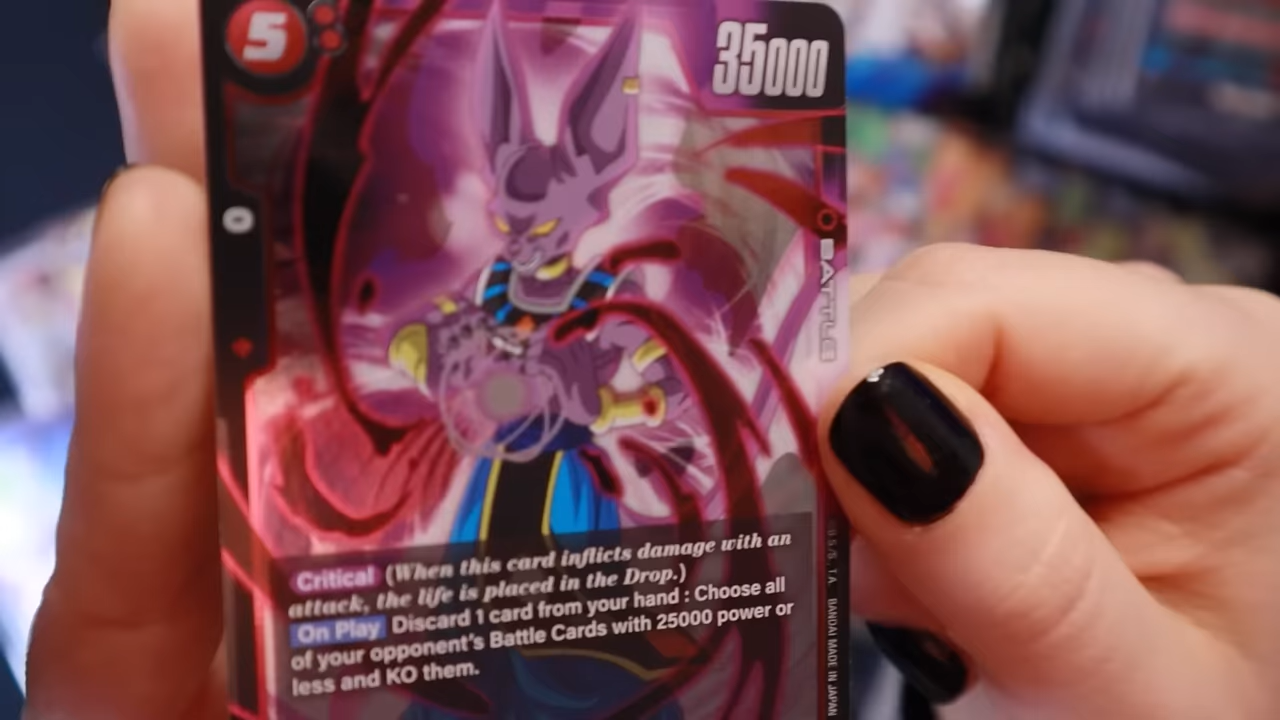 5
35000
0
BATTLE
Critical (When this card inflicts damage with an
attack, the life is placed in the Drop.)
On Play Discard 1 card from your hand : Choose all
of your opponent's Battle Cards with 25000 power or
less and KO them.
BANDAI MADE IN JAPAN